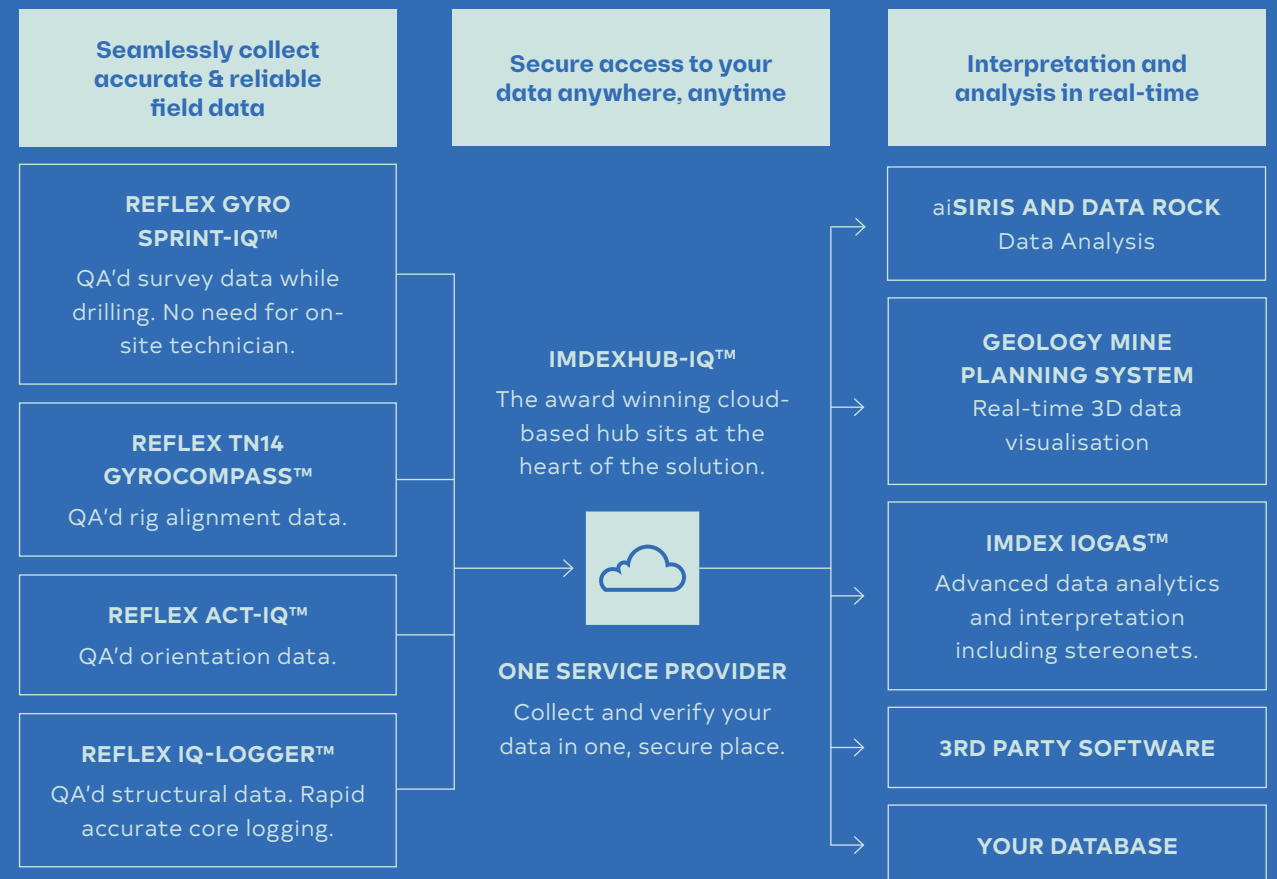 Seamlessly collect
accurate & reliable
field data
REFLEX GYRO
SPRINT-IQ™
QA'd survey data while
drilling. No need for on-
site technician.
REFLEX TN14
GYROCOMPASS™
QA'd rig alignment data.
REFLEX ACT-IQ™
QA'd orientation data.
REFLEX IQ-LOGGER™
QA'd structural data. Rapid
accurate core logging.
Secure access to your
data anywhere, anytime
IMDEXHUB-IQ™
The award winning cloud-
based hub sits at the
heart of the solution.
ONE SERVICE PROVIDER
Collect and verify your
data in one, secure place.
Interpretation and
analysis in real-time
aiSIRIS AND DATA ROCK
Data Analysis
GEOLOGY MINE
PLANNING SYSTEM
Real-time 3D data
visualisation
IMDEX IOGAS™
Advanced data analytics
and interpretation
including stereonets.
3RD PARTY SOFTWARE
YOUR DATABASE